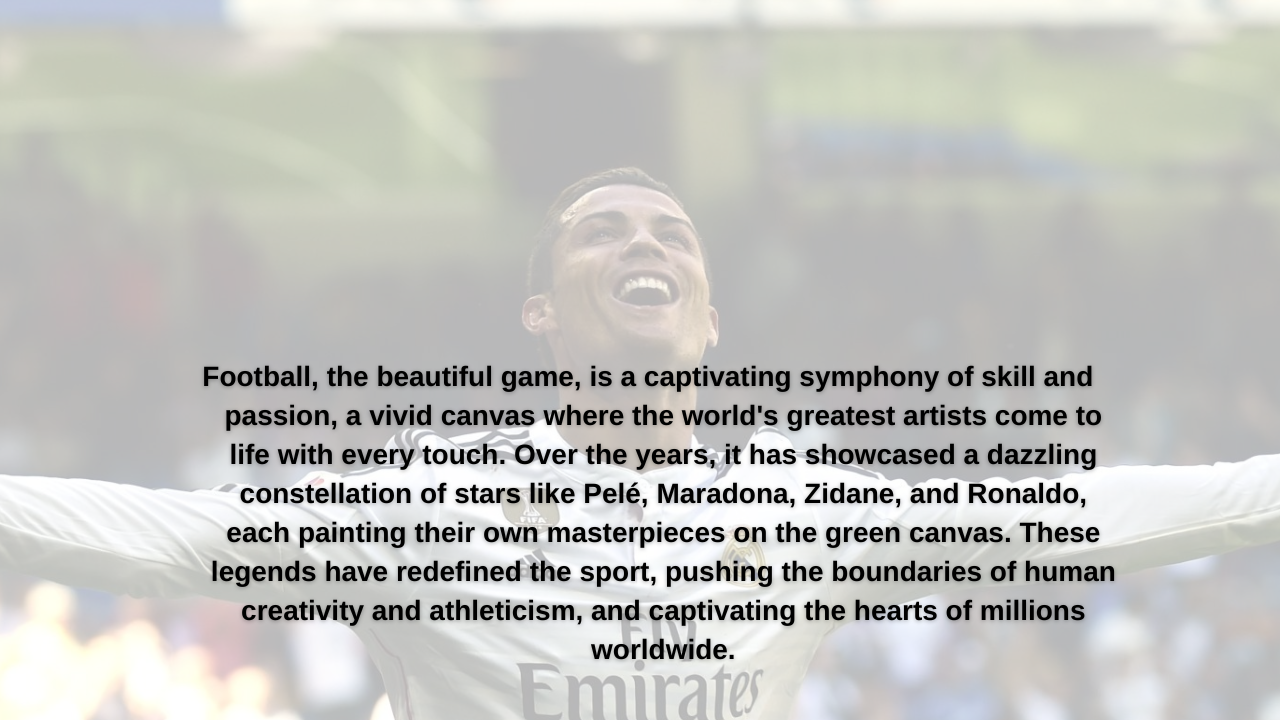 Football, the beautiful game, is a captivating symphony of skill and
passion, a vivid canvas where the world's greatest artists come to
life with every touch. Over the years, it has showcased a dazzling
constellation of stars like Pelé, Maradona, Zidane, and Ronaldo,
each painting their own masterpieces on the green canvas. These
legends have redefined the sport, pushing the boundaries of human
creativity and athleticism, and captivating the hearts of millions
worldwide.
Fly
Emirates